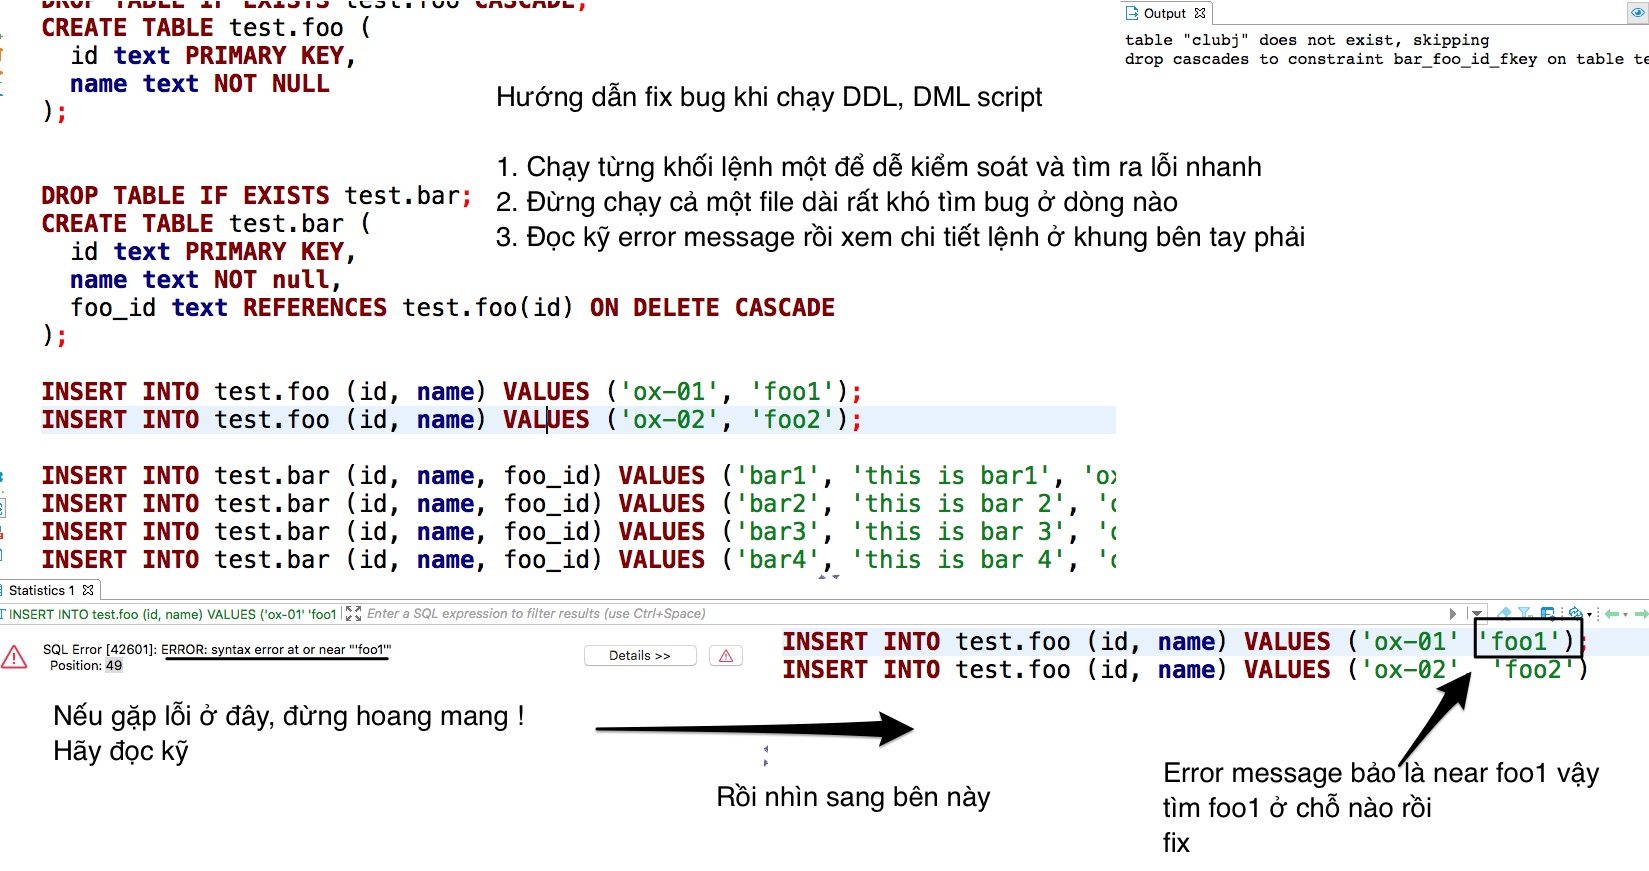 DROP TABLE IF EXISTS test.foo CASCADE;
CREATE TABLE test.foo (
id text PRIMARY KEY,
name text NOT NULL
);
DROP TABLE IF EXISTS test.bar;
CREATE TABLE test.bar (
id text PRIMARY KEY,
name text NOT null,
foo_id text REFERENCES test.foo(id) ON DELETE CASCADE
);
INSERT INTO test.foo (id, name) VALUES ('ox-01', 'foo1');
INSERT INTO test.foo (id, name) VALUES ('ox-02', 'foo2');
INSERT INTO test.bar (id, name, foo_id) VALUES ('bar1', 'this is bar1', 'ox
INSERT INTO test.bar (id, name, foo_id) VALUES ('bar2', 'this is bar 2', '
INSERT INTO test.bar (id, name, foo_id) VALUES ('bar3', 'this is bar 3', '
INSERT INTO test.bar (id, name, foo_id) VALUES ('bar4', 'this is bar 4', '
Hướng dẫn fix bug khi chạy DDL, DML script
1. Chạy từng khối lệnh một để dễ kiểm soát và tìm ra lỗi nhanh
2. Đừng chạy cả một file dài rất khó tìm bug ở dòng nào
3. Đọc kỹ error message rồi xem chi tiết lệnh ở khung bên tay phải
Output
table "clubj" does not exist, skipping
drop cascades to constraint bar_foo_id_fkey on table te
Statistics 1
INSERT INTO test.foo (id, name) VALUES ('ox-01' 'foo1
Enter a SQL expression to filter results (use Ctrl+Space)
SQL Error [42601]: ERROR: syntax error at or near "'foo1'"
Position: 49
Details >>
INSERT INTO test.foo (id, name) VALUES ('ox-01' 'foo1');
INSERT INTO test.foo (id, name) VALUES ('ox-02', 'foo2')
Nếu gặp lỗi ở đây, đừng hoang mang !
Hãy đọc kỹ
Rồi nhìn sang bên này
Error message bảo là near foo1 vậy
tìm foo1 ở chỗ nào rồi
fix